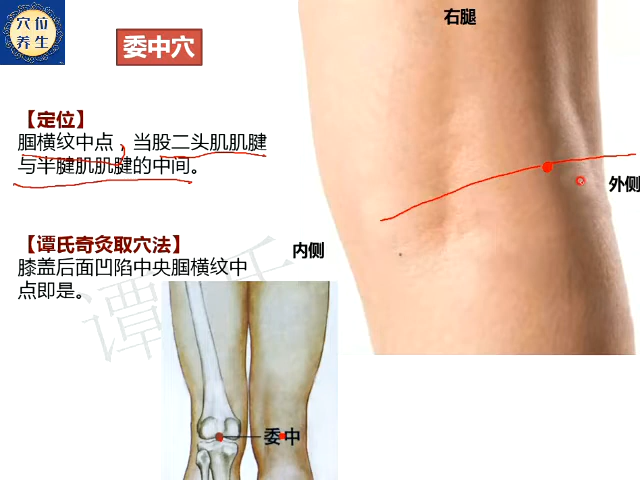 穴位
养生
委中穴
右腿
【定位】
腘横纹中点，当股二头肌肌腱
与半腱肌肌腱的中间。
外侧
内侧
【谭氏奇灸取穴法】
膝盖后面凹陷中央腘横纹中
点即是。
谭氏
委中